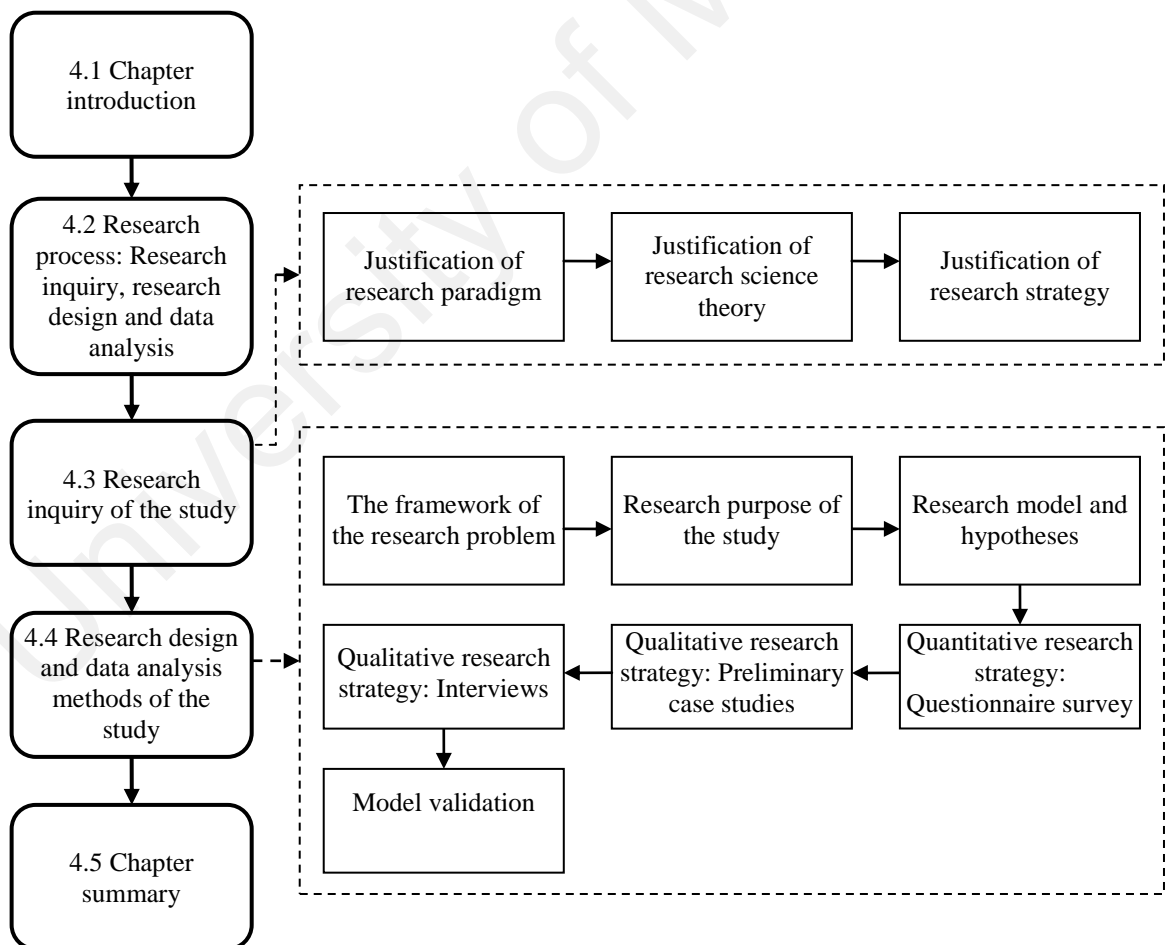 4.1 Chapter
introduction
4.2 Research
process: Research
inquiry, research
design and data
analysis
Justification of
research paradigm
Justification of
research science
theory
Justification of
research strategy
4.3 Research
inquiry of the study
The framework of
the research problem
Research purpose of
the study
Research model and
hypotheses
4.4 Research design
and data analysis
methods of the
study
Qualitative research
strategy: Interviews
Qualitative research
strategy: Preliminary
case studies
Quantitative research
strategy:
Questionnaire survey
Model validation
4.5 Chapter
summary
University of M